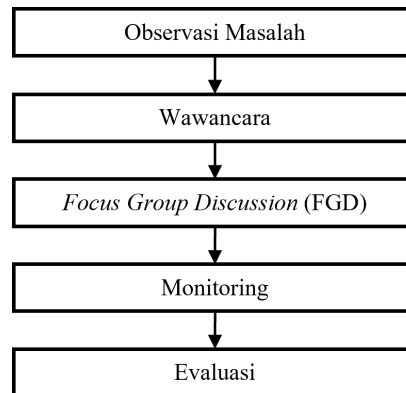 Observasi Masalah
Wawancara
Focus Group Discussion (FGD)
Monitoring
Evaluasi